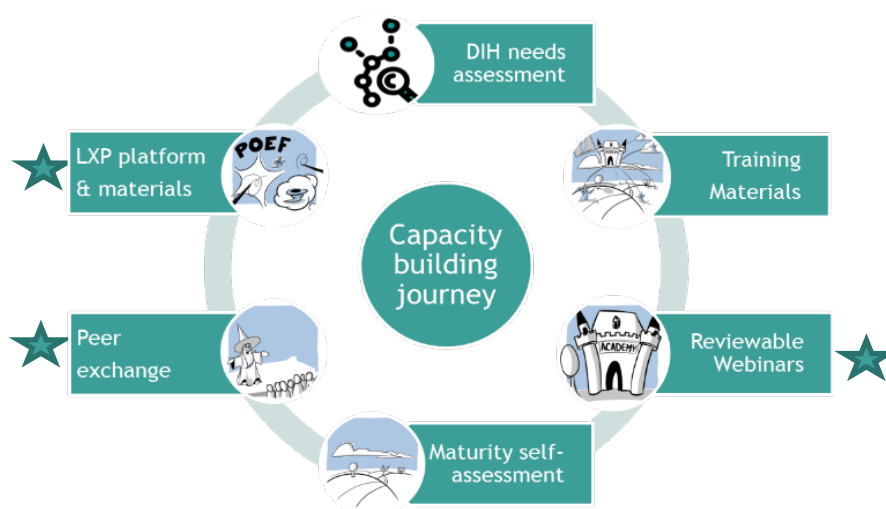 DIH needs
assessment
LXP platform
& materials
POEF
Training
Materials
Capacity
building
journey
Peer
exchange
ACADEMY
Reviewable
Webinars
Maturity self-
assessment